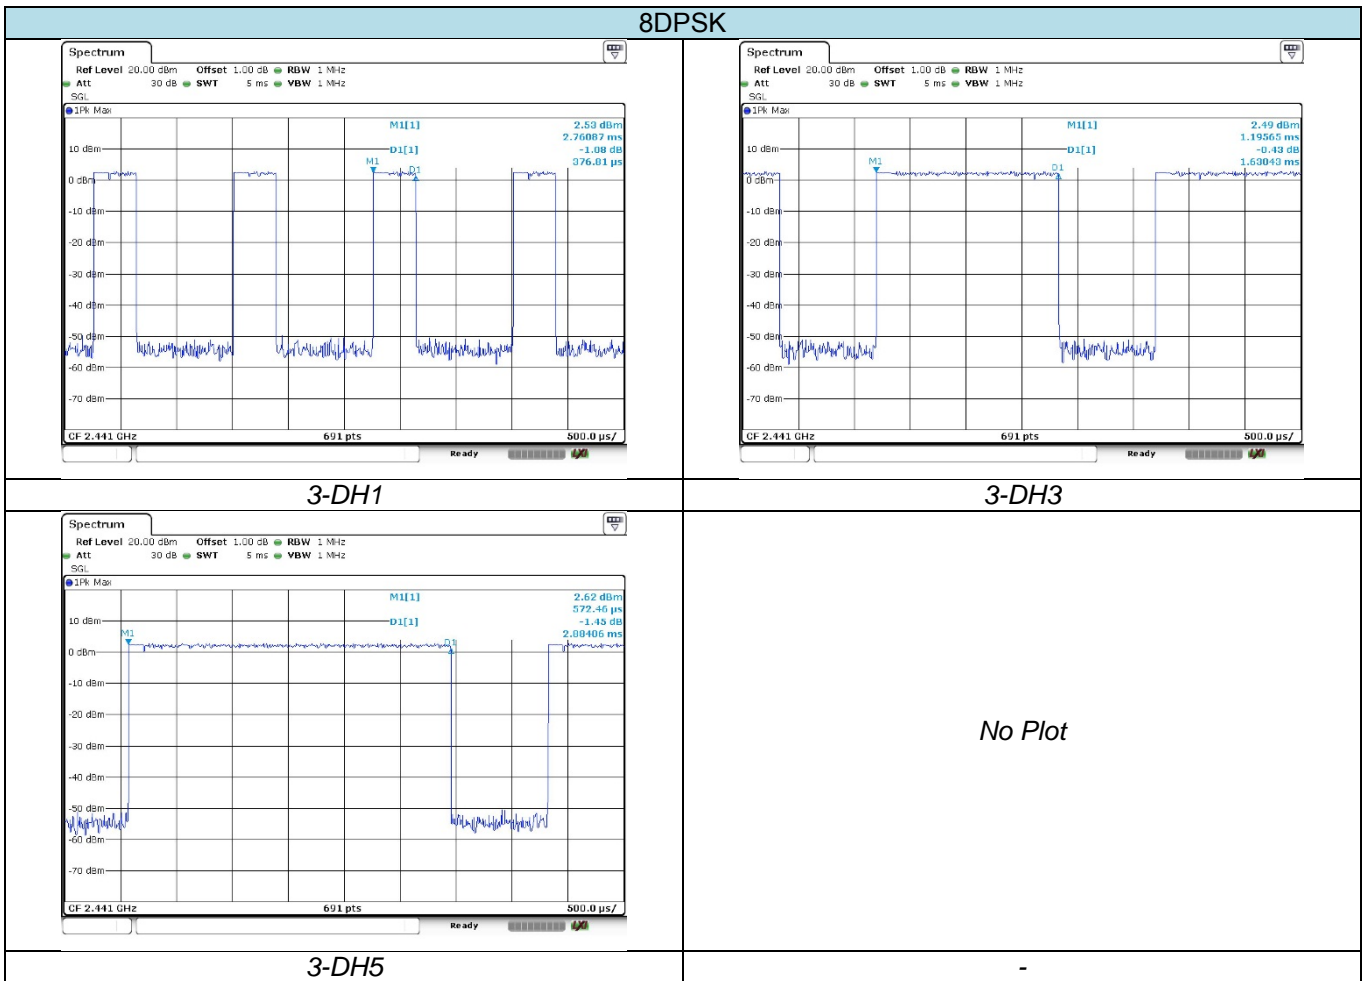 8DPSK
Spectrum
Ref Level 20.00 dBm Offset 1.00 dB RBW 1 MHz
Att 30 dB SWT 5 ms VBW 1 MHz
SGL
1Pk Max
M1[1] 2.53 dBm
2.76087 ms
10 dBm D1[1] -1.08 dB
M1 D1 376.81 µs
0 dBm
-10 dBm
-20 dBm
-30 dBm
-40 dBm
-50 dBm
-60 dBm
-70 dBm
CF 2.441 GHz 691 pts 500.0 µs/
Ready LXI
3-DH1
Spectrum
Ref Level 20.00 dBm Offset 1.00 dB RBW 1 MHz
Att 30 dB SWT 5 ms VBW 1 MHz
SGL
1Pk Max
M1[1] 2.49 dBm
1.19565 ms
10 dBm D1[1] -0.43 dB
M1 D1 1.63043 ms
0 dBm
-10 dBm
-20 dBm
-30 dBm
-40 dBm
-50 dBm
-60 dBm
-70 dBm
CF 2.441 GHz 691 pts 500.0 µs/
Ready LXI
3-DH3
Spectrum
Ref Level 20.00 dBm Offset 1.00 dB RBW 1 MHz
Att 30 dB SWT 5 ms VBW 1 MHz
SGL
1Pk Max
M1[1] 2.62 dBm
572.46 µs
10 dBm D1[1] -1.45 dB
M1 D1 2.88406 ms
0 dBm
-10 dBm
-20 dBm
-30 dBm
-40 dBm
-50 dBm
-60 dBm
-70 dBm
CF 2.441 GHz 691 pts 500.0 µs/
Ready LXI
3-DH5
No Plot
-